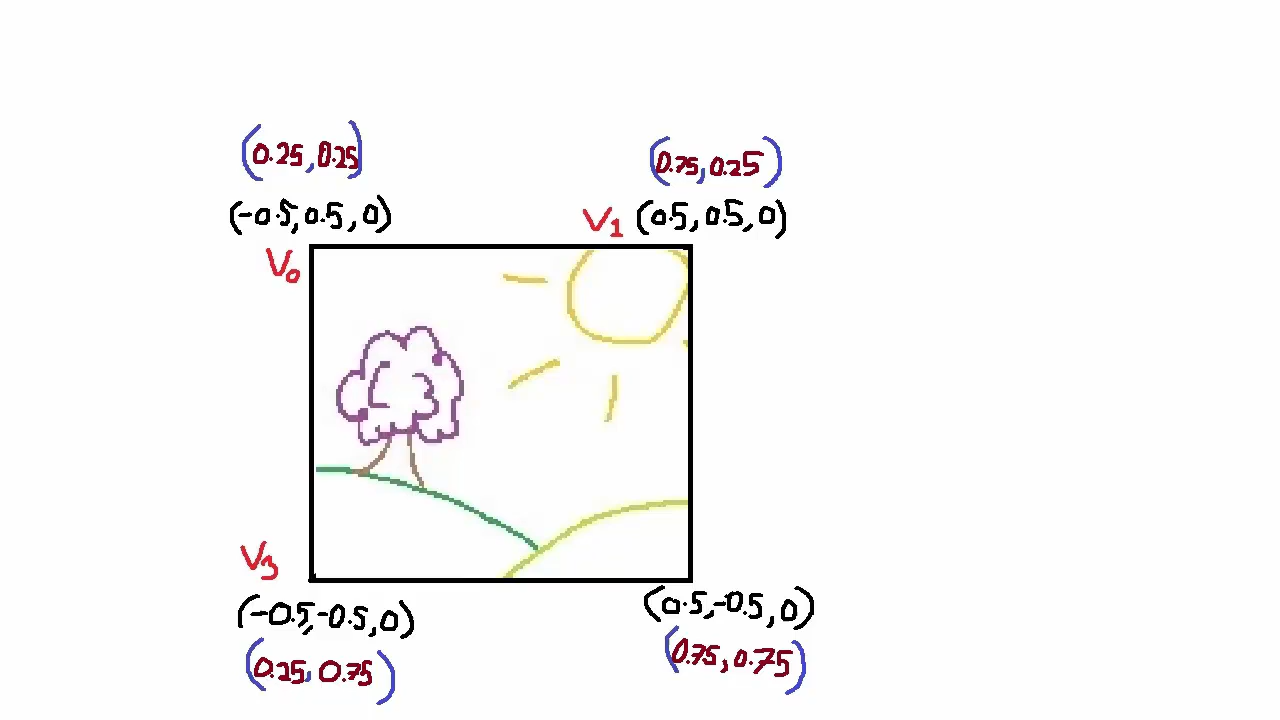 (0.25, 0.25)
(0.75, 0.25)
(-0.5, 0.5, 0)
V1 (0.5, 0.5, 0)
V0
V3
(-0.5, -0.5, 0)
(0.5, -0.5, 0)
(0.25, 0.75)
(0.75, 0.75)